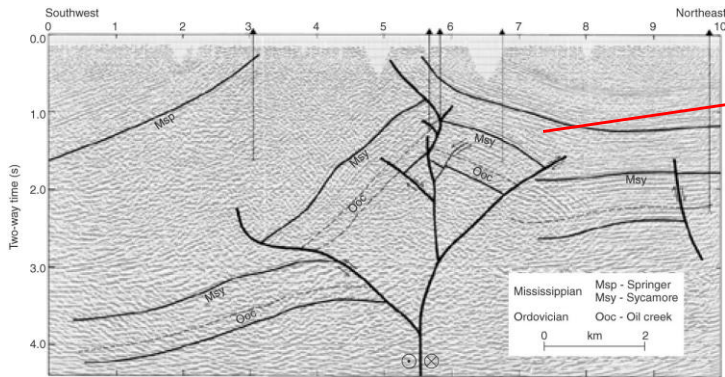 Southwest Northeast
0 1 2 3 4 5 6 7 8 9 10
0.0
1.0
2.0
3.0
4.0
Two-way time (s)
Msp
Msy
Ooc
Msy
Ooc
Msy
Msy
Ooc
Mississippian Msp - Springer
Msy - Sycamore
Ordovician Ooc - Oil creek
0 2
km